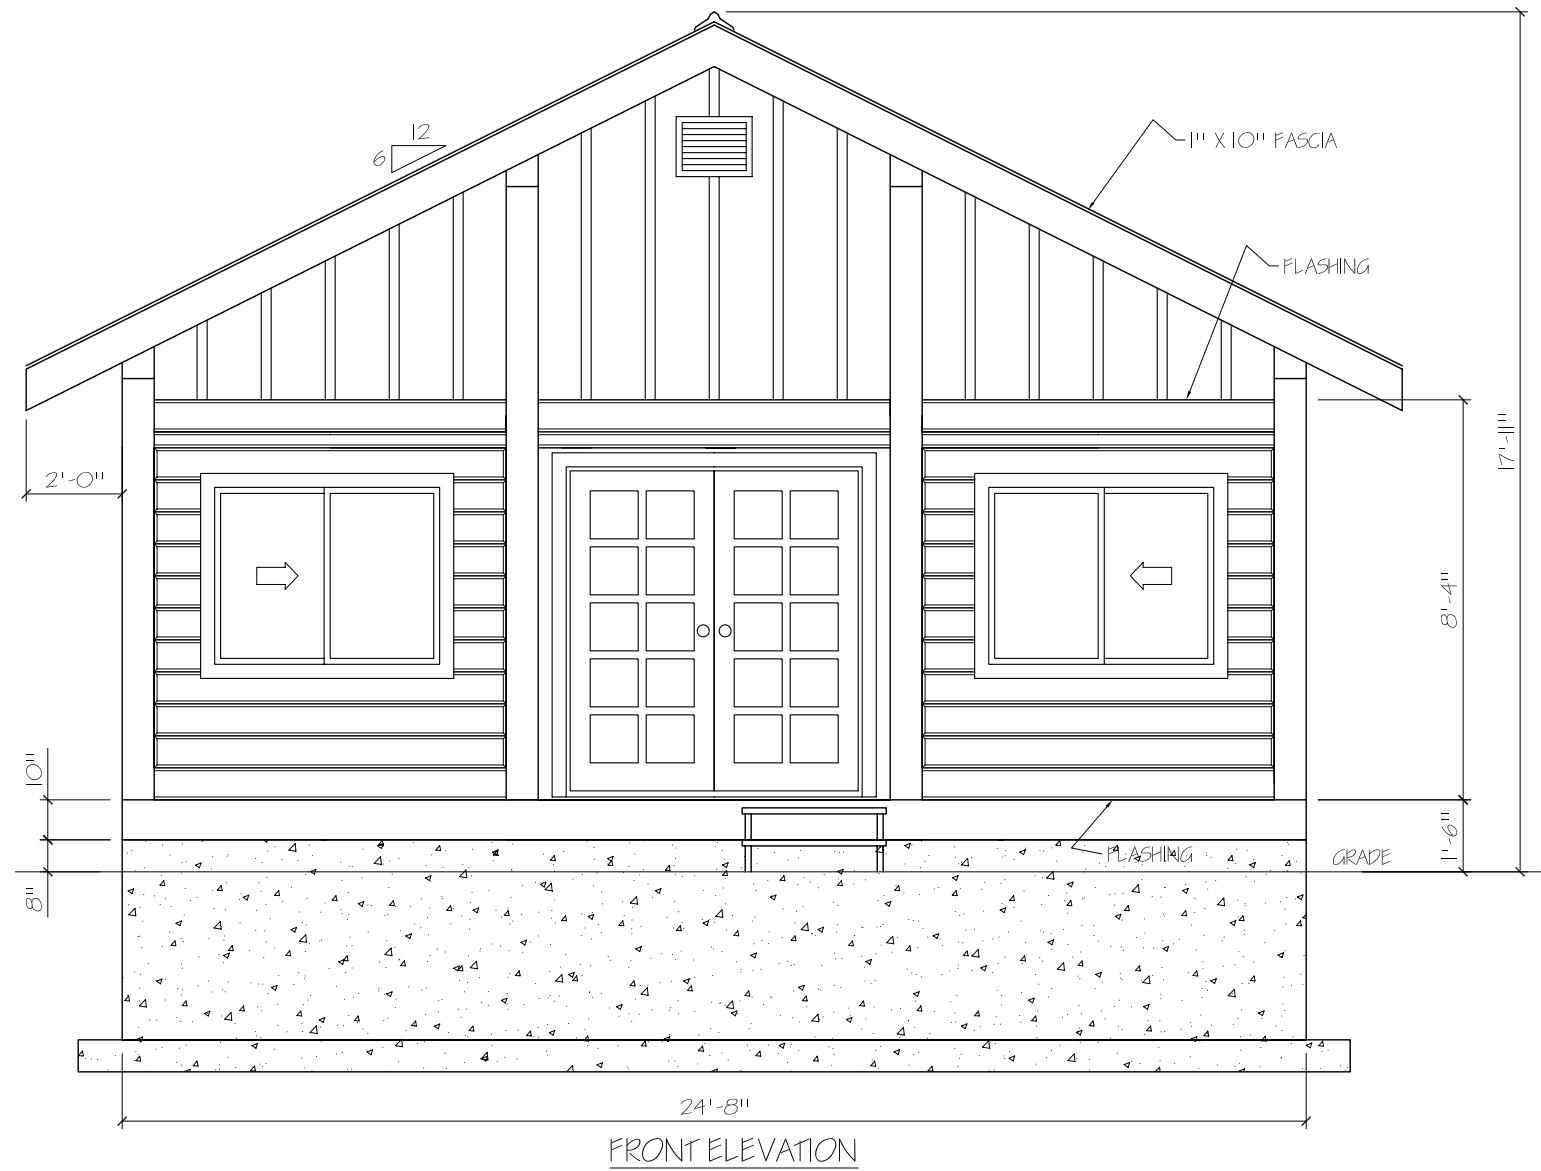 12
6
1" X 10" FASCIA
FLASHING
2'-0"
17'-11"
8'-4"
10"
1'-6"
FLASHING
GRADE
8"
24'-8"
FRONT ELEVATION